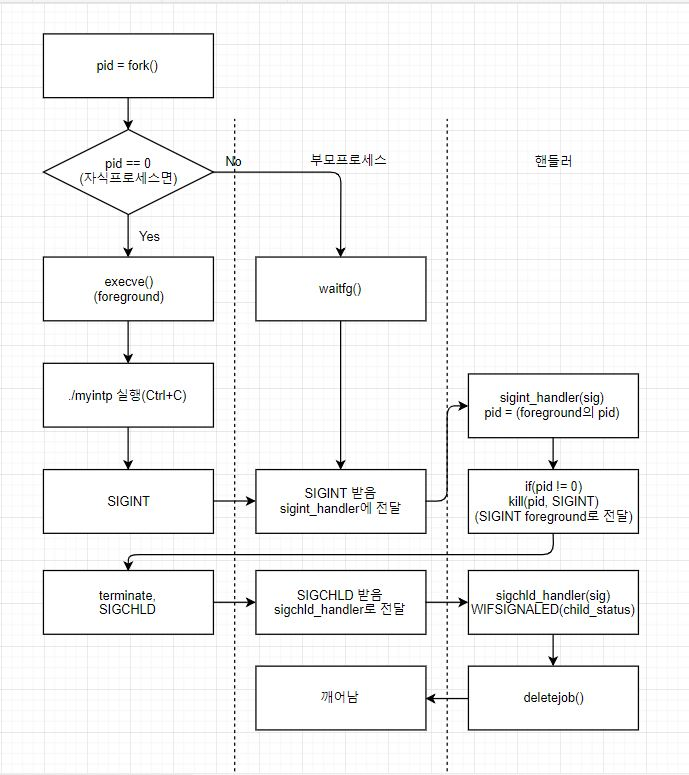 pid = fork()
pid == 0
(자식프로세스면)
No
부모프로세스
핸들러
Yes
execve()
(foreground)
waitfg()
./myintp 실행(Ctrl+C)
sigint_handler(sig)
pid = (foreground의 pid)
SIGINT
SIGINT 받음
sigint_handler에 전달
if(pid != 0)
kill(pid, SIGINT)
(SIGINT foreground로 전달)
terminate,
SIGCHLD
SIGCHLD 받음
sigchld_handler로 전달
sigchld_handler(sig)
WIFSIGNALED(child_status)
깨어남
deletejob()